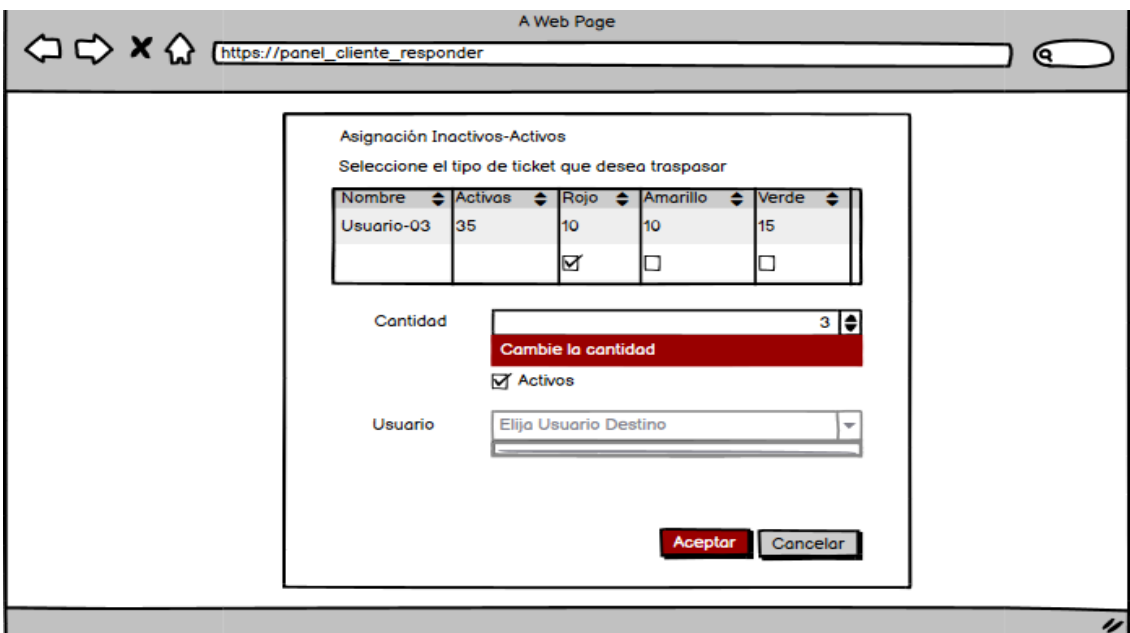 A Web Page
https://panel_cliente_responder
Asignación Inactivos-Activos
Seleccione el tipo de ticket que desea traspasar
Nombre Activas Rojo Amarillo Verde
Usuario-03 35 10 10 15
Cantidad 3
Cambie la cantidad
Activos
Usuario Elija Usuario Destino
Aceptar Cancelar